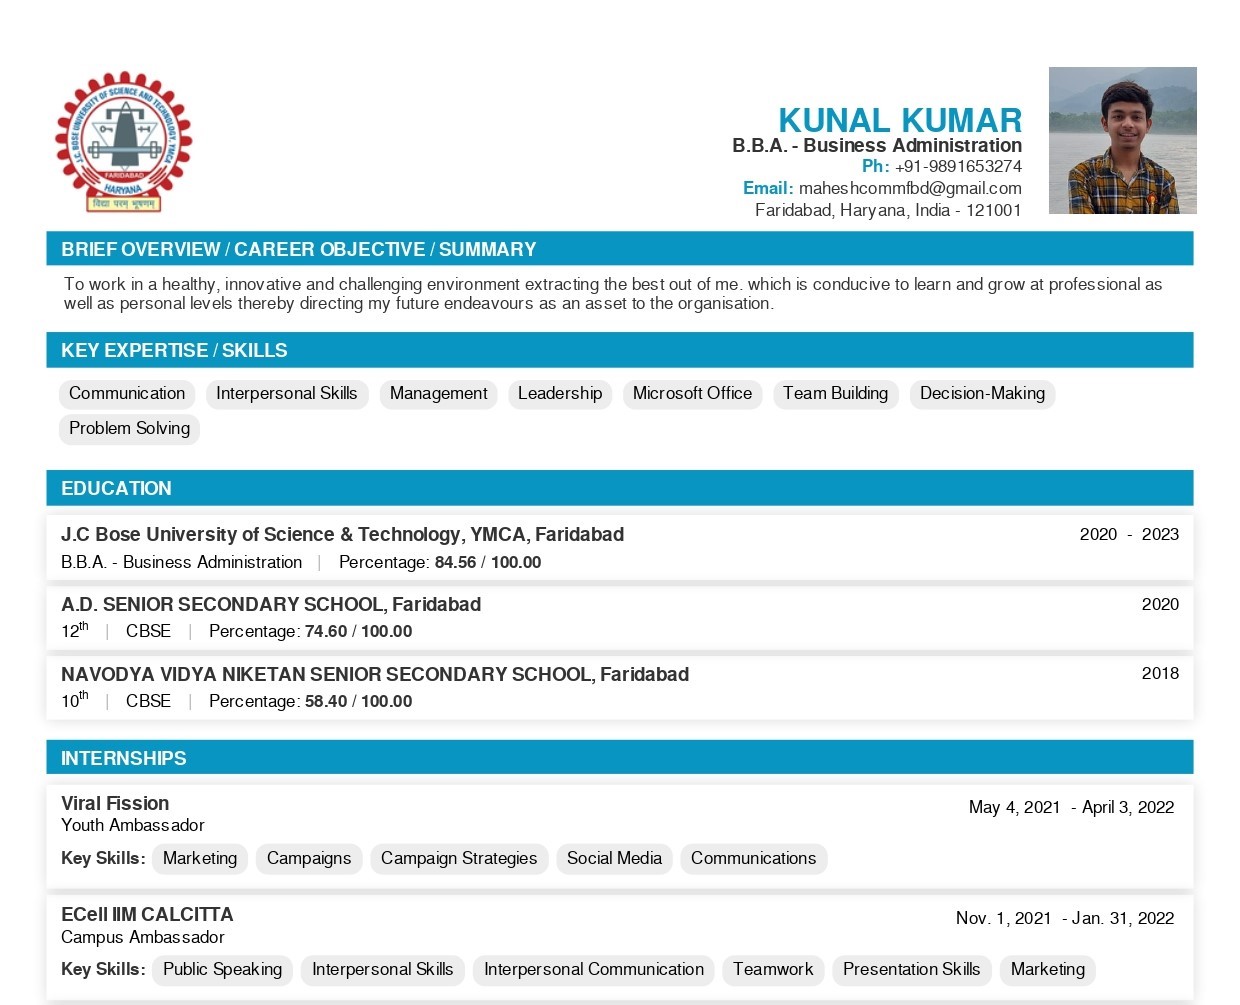 J.C. BOSE UNIVERSITY OF SCIENCE AND TECHNOLOGY, YMCA
FARIDABAD
HARYANA
विद्या परम् भूषणम्
KUNAL KUMAR
B.B.A. - Business Administration
Ph: +91-9891653274
Email: maheshcommfbd@gmail.com
Faridabad, Haryana, India - 121001
BRIEF OVERVIEW / CAREER OBJECTIVE / SUMMARY
To work in a healthy, innovative and challenging environment extracting the best out of me. which is conducive to learn and grow at professional as
well as personal levels thereby directing my future endeavours as an asset to the organisation.
KEY EXPERTISE / SKILLS
Communication Interpersonal Skills Management Leadership Microsoft Office Team Building Decision-Making
Problem Solving
EDUCATION
J.C Bose University of Science & Technology, YMCA, Faridabad 2020 - 2023
B.B.A. - Business Administration | Percentage: 84.56 / 100.00
A.D. SENIOR SECONDARY SCHOOL, Faridabad 2020
12th | CBSE | Percentage: 74.60 / 100.00
NAVODYA VIDYA NIKETAN SENIOR SECONDARY SCHOOL, Faridabad 2018
10th | CBSE | Percentage: 58.40 / 100.00
INTERNSHIPS
Viral Fission May 4, 2021 - April 3, 2022
Youth Ambassador
Key Skills: Marketing Campaigns Campaign Strategies Social Media Communications
ECell IIM CALCITTA Nov. 1, 2021 - Jan. 31, 2022
Campus Ambassador
Key Skills: Public Speaking Interpersonal Skills Interpersonal Communication Teamwork Presentation Skills Marketing